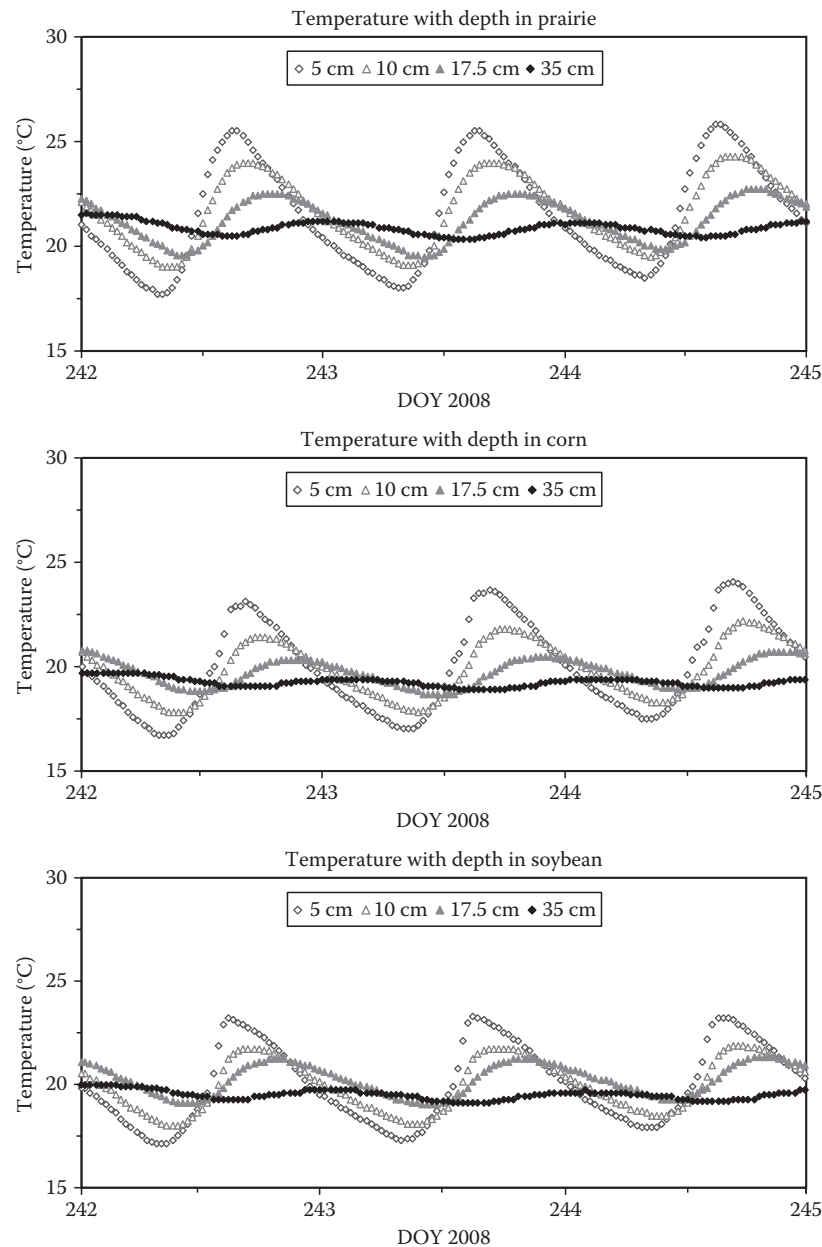 Temperature with depth in prairie
30
5 cm 10 cm 17.5 cm 35 cm
25
Temperature (°C)
20
15
242 243 244 245
DOY 2008
Temperature with depth in corn
30
5 cm 10 cm 17.5 cm 35 cm
25
Temperature (°C)
20
15
242 243 244 245
DOY 2008
Temperature with depth in soybean
30
5 cm 10 cm 17.5 cm 35 cm
25
Temperature (°C)
20
15
242 243 244 245
DOY 2008